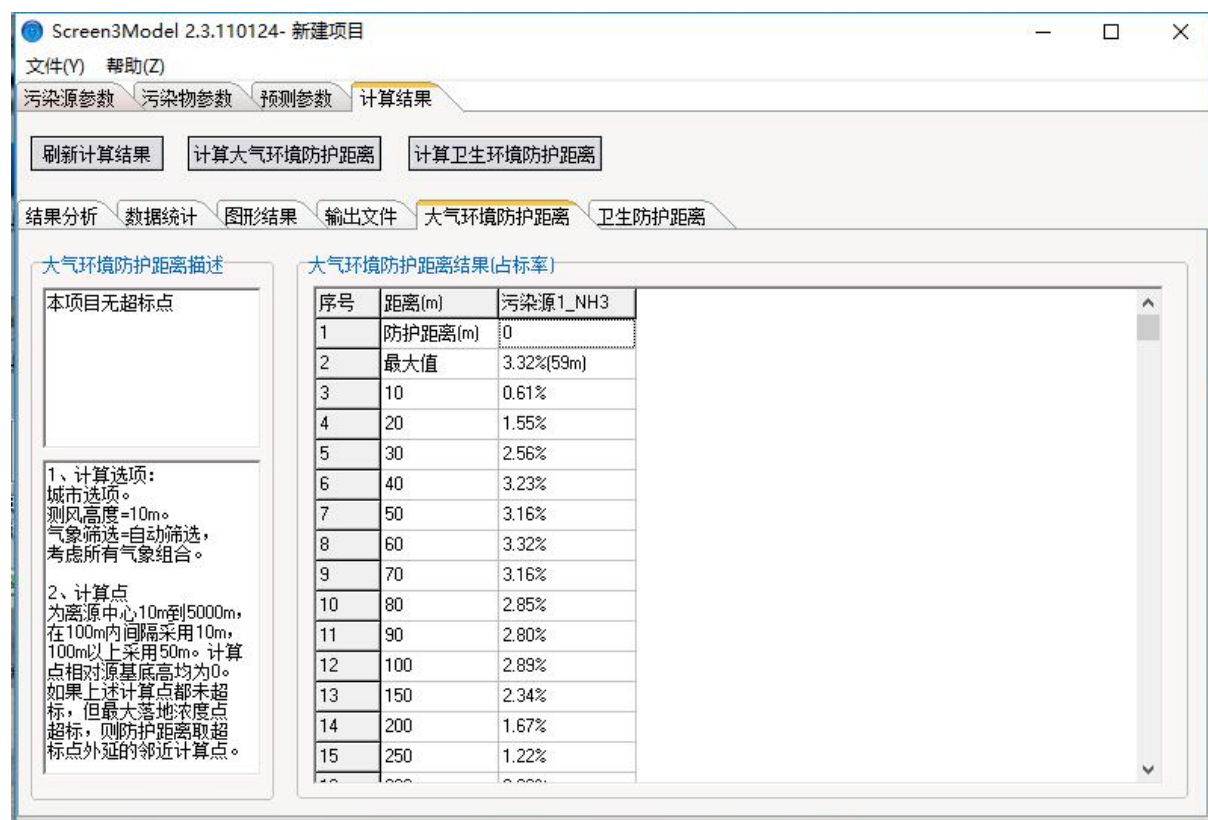 Screen3Model 2.3.110124- 新建项目
文件(Y) 帮助(Z)
污染源参数 污染物参数 预测参数 计算结果
刷新计算结果 计算大气环境防护距离 计算卫生环境防护距离
结果分析 数据统计 图形结果 输出文件 大气环境防护距离 卫生防护距离
大气环境防护距离描述
本项目无超标点
1、计算选项:
城市选项。
测风高度=10m。
气象筛选=自动筛选,
考虑所有气象组合。
2、计算点
为离源中心10m到5000m,
在100m内间隔采用10m,
100m以上采用50m。计算
点相对源基底高均为0。
如果上述计算点都未超
标,但最大落地浓度点
超标,则防护距离取超
标点外延的邻近计算点。
大气环境防护距离结果(占标率)
序号 距离(m) 污染源1_NH3
1 防护距离(m) 0
2 最大值 3.32%(59m)
3 10 0.61%
4 20 1.55%
5 30 2.56%
6 40 3.23%
7 50 3.16%
8 60 3.32%
9 70 3.16%
10 80 2.85%
11 90 2.80%
12 100 2.89%
13 150 2.34%
14 200 1.67%
15 250 1.22%